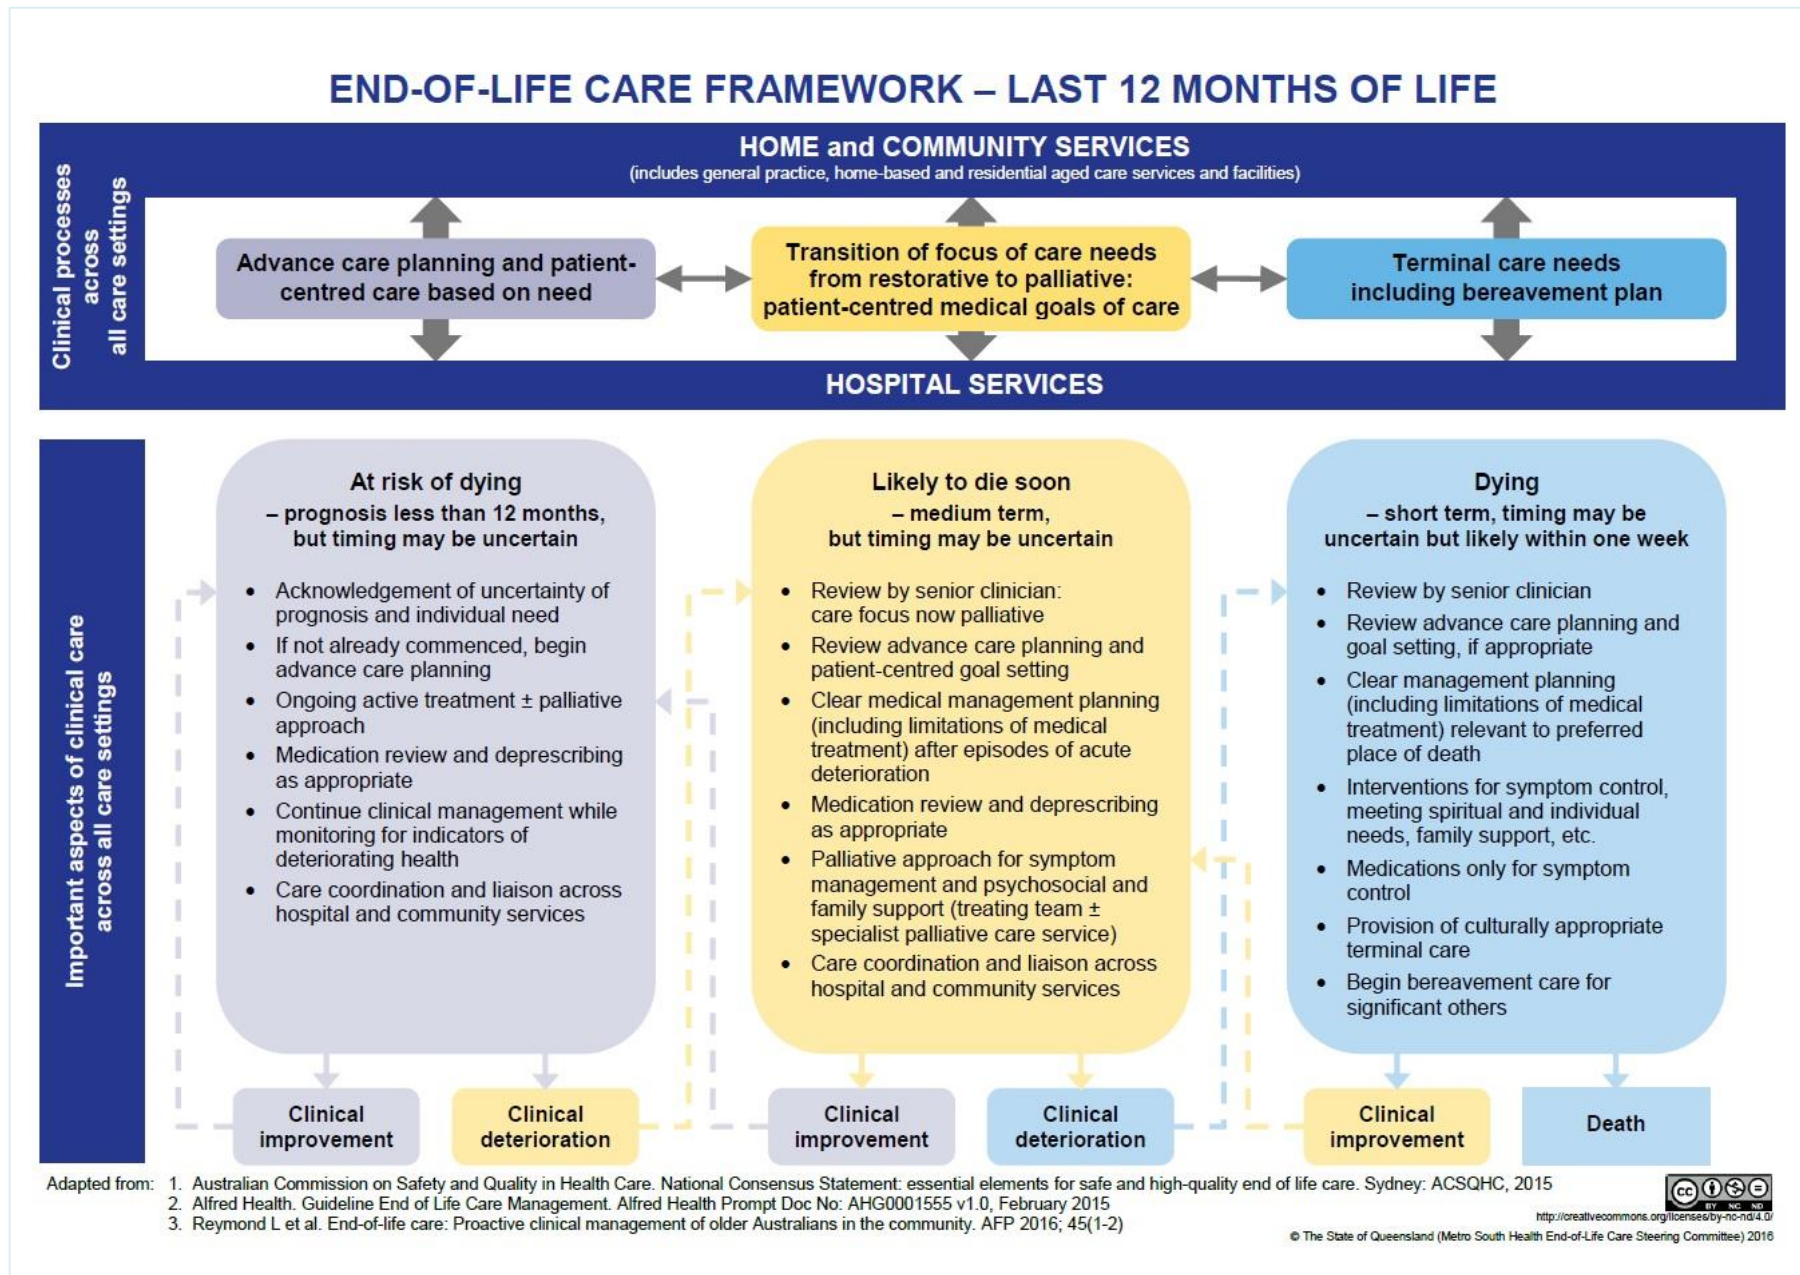 END-OF-LIFE CARE FRAMEWORK – LAST 12 MONTHS OF LIFE
Clinical processes
across
all care settings
HOME and COMMUNITY SERVICES
(includes general practice, home-based and residential aged care services and facilities)
Advance care planning and patient-
centred care based on need
Transition of focus of care needs
from restorative to palliative:
patient-centred medical goals of care
Terminal care needs
including bereavement plan
HOSPITAL SERVICES
Important aspects of clinical care
across all care settings
At risk of dying
– prognosis less than 12 months,
but timing may be uncertain
• Acknowledgement of uncertainty of
prognosis and individual need
• If not already commenced, begin
advance care planning
• Ongoing active treatment ± palliative
approach
• Medication review and deprescribing
as appropriate
• Continue clinical management while
monitoring for indicators of
deteriorating health
• Care coordination and liaison across
hospital and community services
Likely to die soon
– medium term,
but timing may be uncertain
• Review by senior clinician:
care focus now palliative
• Review advance care planning and
patient-centred goal setting
• Clear medical management planning
(including limitations of medical
treatment) after episodes of acute
deterioration
• Medication review and deprescribing
as appropriate
• Palliative approach for symptom
management and psychosocial and
family support (treating team ±
specialist palliative care service)
• Care coordination and liaison across
hospital and community services
Dying
– short term, timing may be
uncertain but likely within one week
• Review by senior clinician
• Review advance care planning and
goal setting, if appropriate
• Clear management planning
(including limitations of medical
treatment) relevant to preferred
place of death
• Interventions for symptom control,
meeting spiritual and individual
needs, family support, etc.
• Medications only for symptom
control
• Provision of culturally appropriate
terminal care
• Begin bereavement care for
significant others
Clinical
improvement
Clinical
deterioration
Clinical
improvement
Clinical
deterioration
Clinical
improvement
Death
Adapted from: 1. Australian Commission on Safety and Quality in Health Care. National Consensus Statement: essential elements for safe and high-quality end of life care. Sydney: ACSQHC, 2015
2. Alfred Health. Guideline End of Life Care Management. Alfred Health Prompt Doc No: AHG0001555 v1.0, February 2015
3. Reymond L et al. End-of-life care: Proactive clinical management of older Australians in the community. AFP 2016; 45(1-2)
cc
BY NC ND
http://creativecommons.org/licenses/by-nc-nd/4.0/
© The State of Queensland (Metro South Health End-of-Life Care Steering Committee) 2016